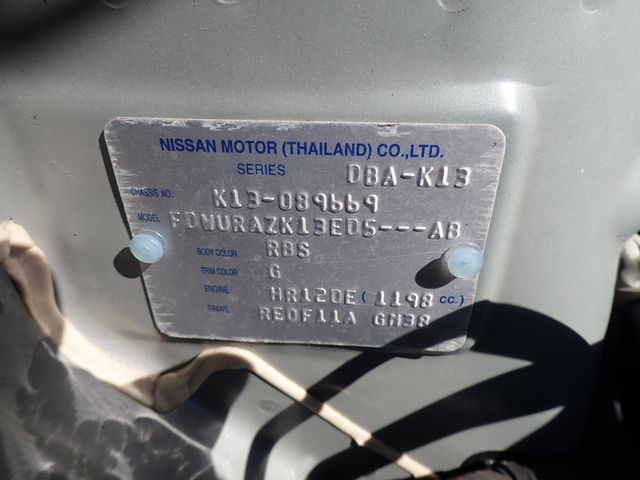 NISSAN MOTOR (THAILAND) CO.,LTD.
SERIES DBA-K13
CHASSIS NO. K13-089669
MODEL FDWURAZK13ED5---AB
BODY COLOR RBS
TRIM COLOR G
ENGINE HR12DE ( 1198 CC.)
TRANS. RE0F11A GM38